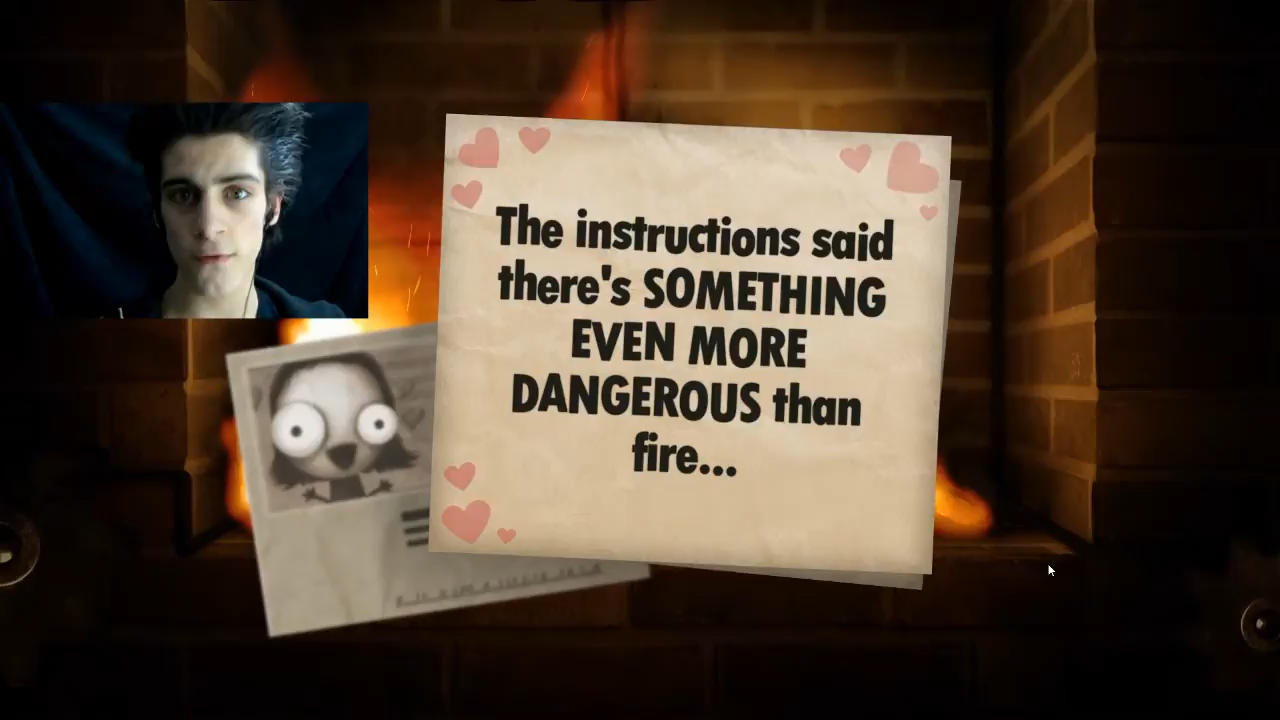 The instructions said
there's SOMETHING
EVEN MORE
DANGEROUS than
fire...